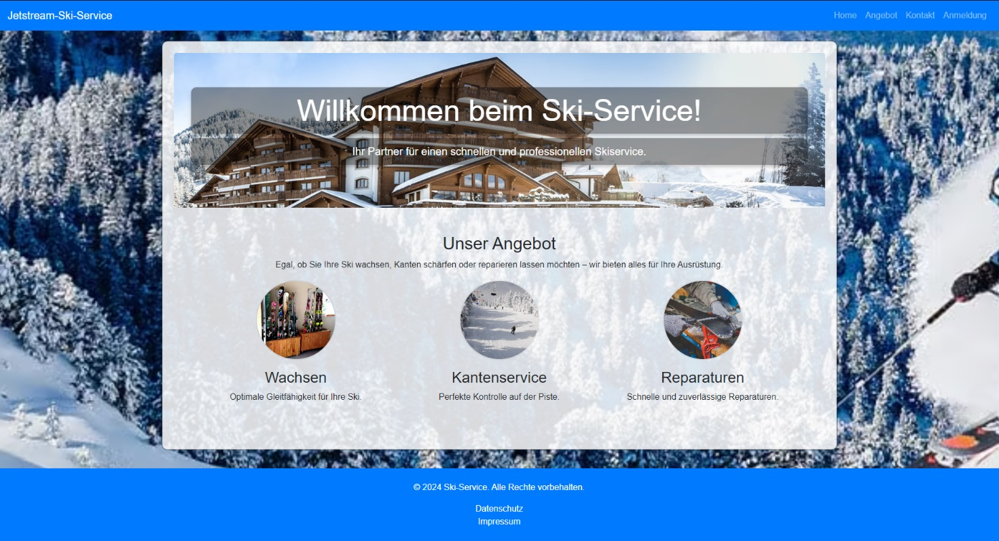 Jetstream-Ski-Service
Home Angebot Kontakt Anmeldung
Willkommen beim Ski-Service!
Ihr Partner für einen schnellen und professionellen Skiservice.
Unser Angebot
Egal, ob Sie Ihre Ski wachsen, Kanten schärfen oder reparieren lassen möchten – wir bieten alles für Ihre Ausrüstung.
Wachsen
Kantenservice
Reparaturen
Optimale Gleitfähigkeit für Ihre Ski.
Perfekte Kontrolle auf der Piste.
Schnelle und zuverlässige Reparaturen.
© 2024 Ski-Service. Alle Rechte vorbehalten.
Datenschutz
Impressum